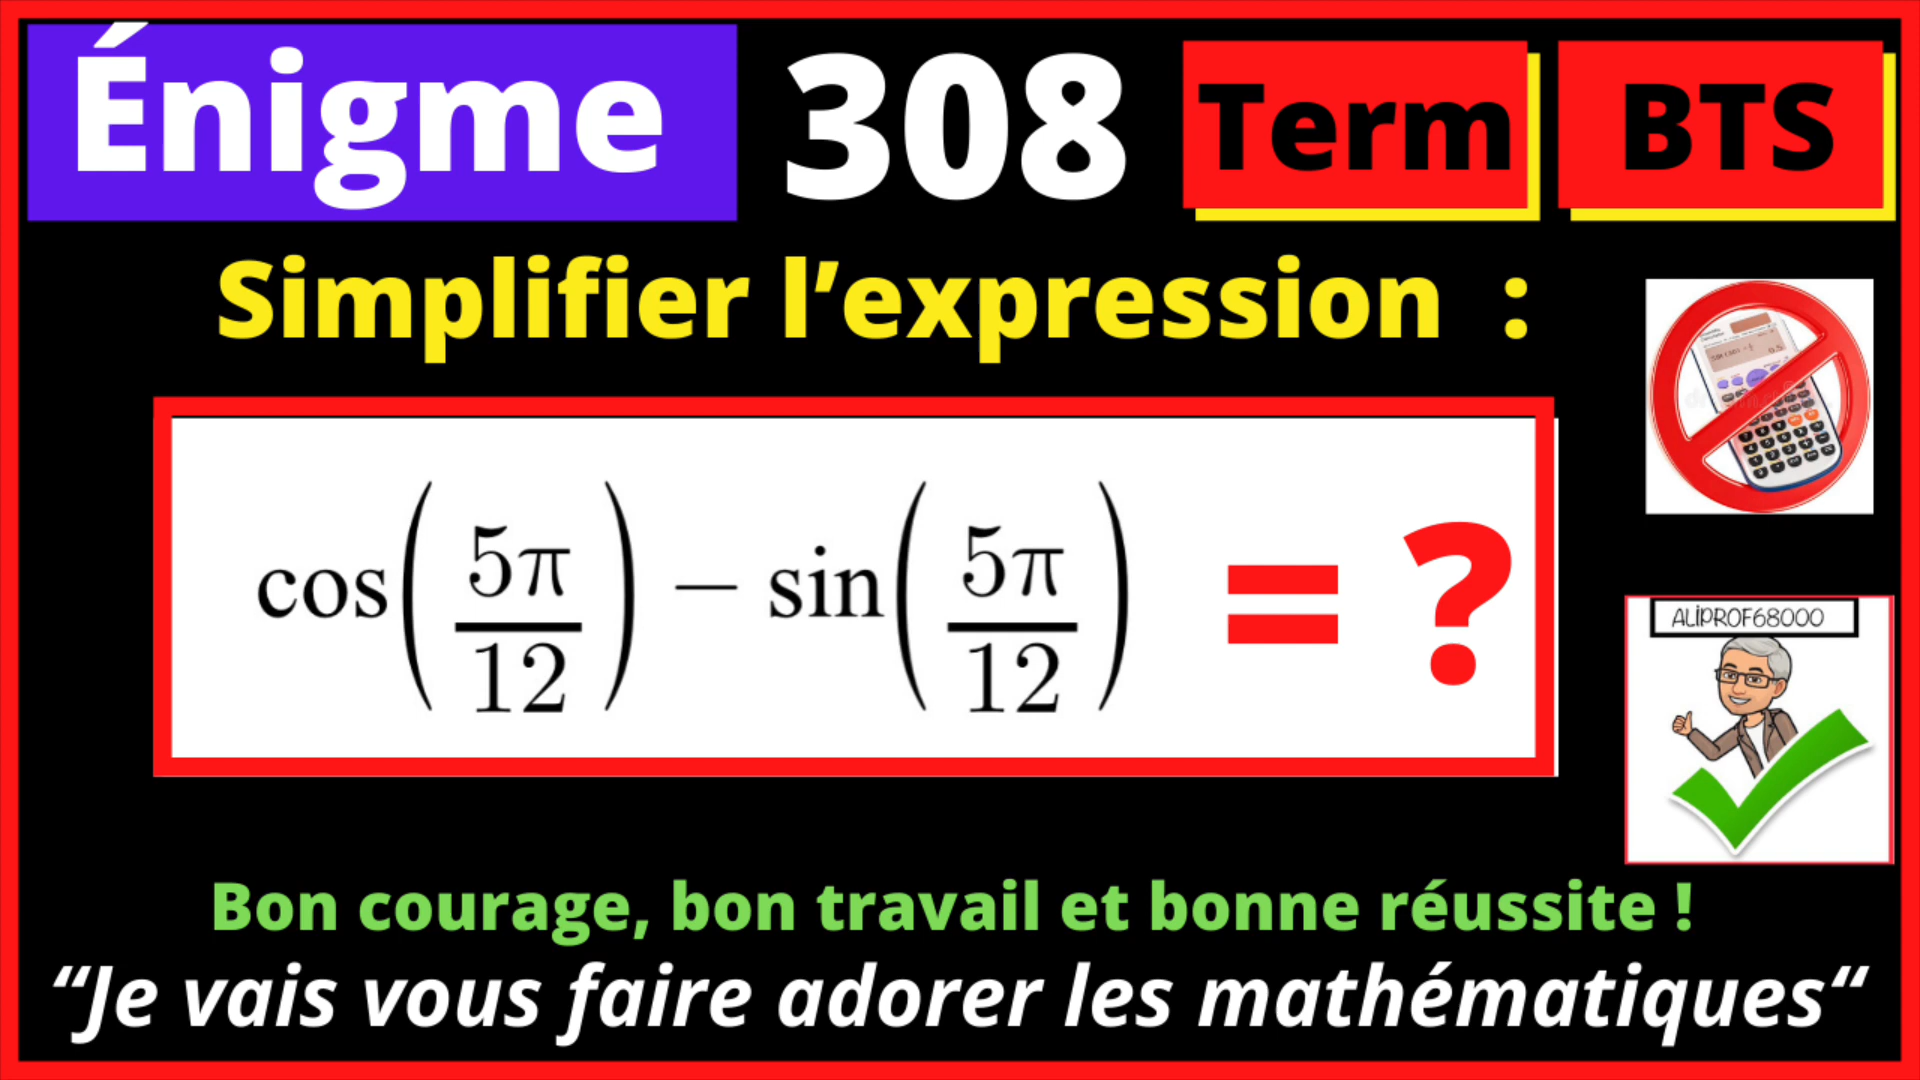 Énigme 308 Term BTS
Simplifier l’expression :
cos(5π/12) − sin(5π/12) = ?
ALIPROF68000
Bon courage, bon travail et bonne réussite !
“Je vais vous faire adorer les mathématiques“